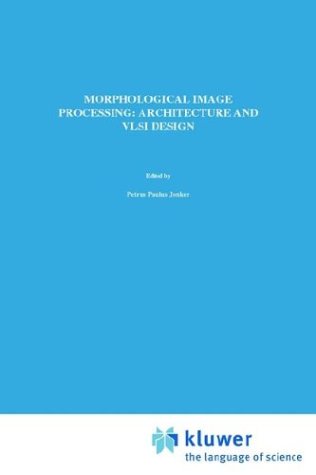 MORPHOLOGICAL IMAGE
PROCESSING: ARCHITECTURE AND
VLSI DESIGN
Edited by
Petrus Paulus Jonker
kluwer
the language of science